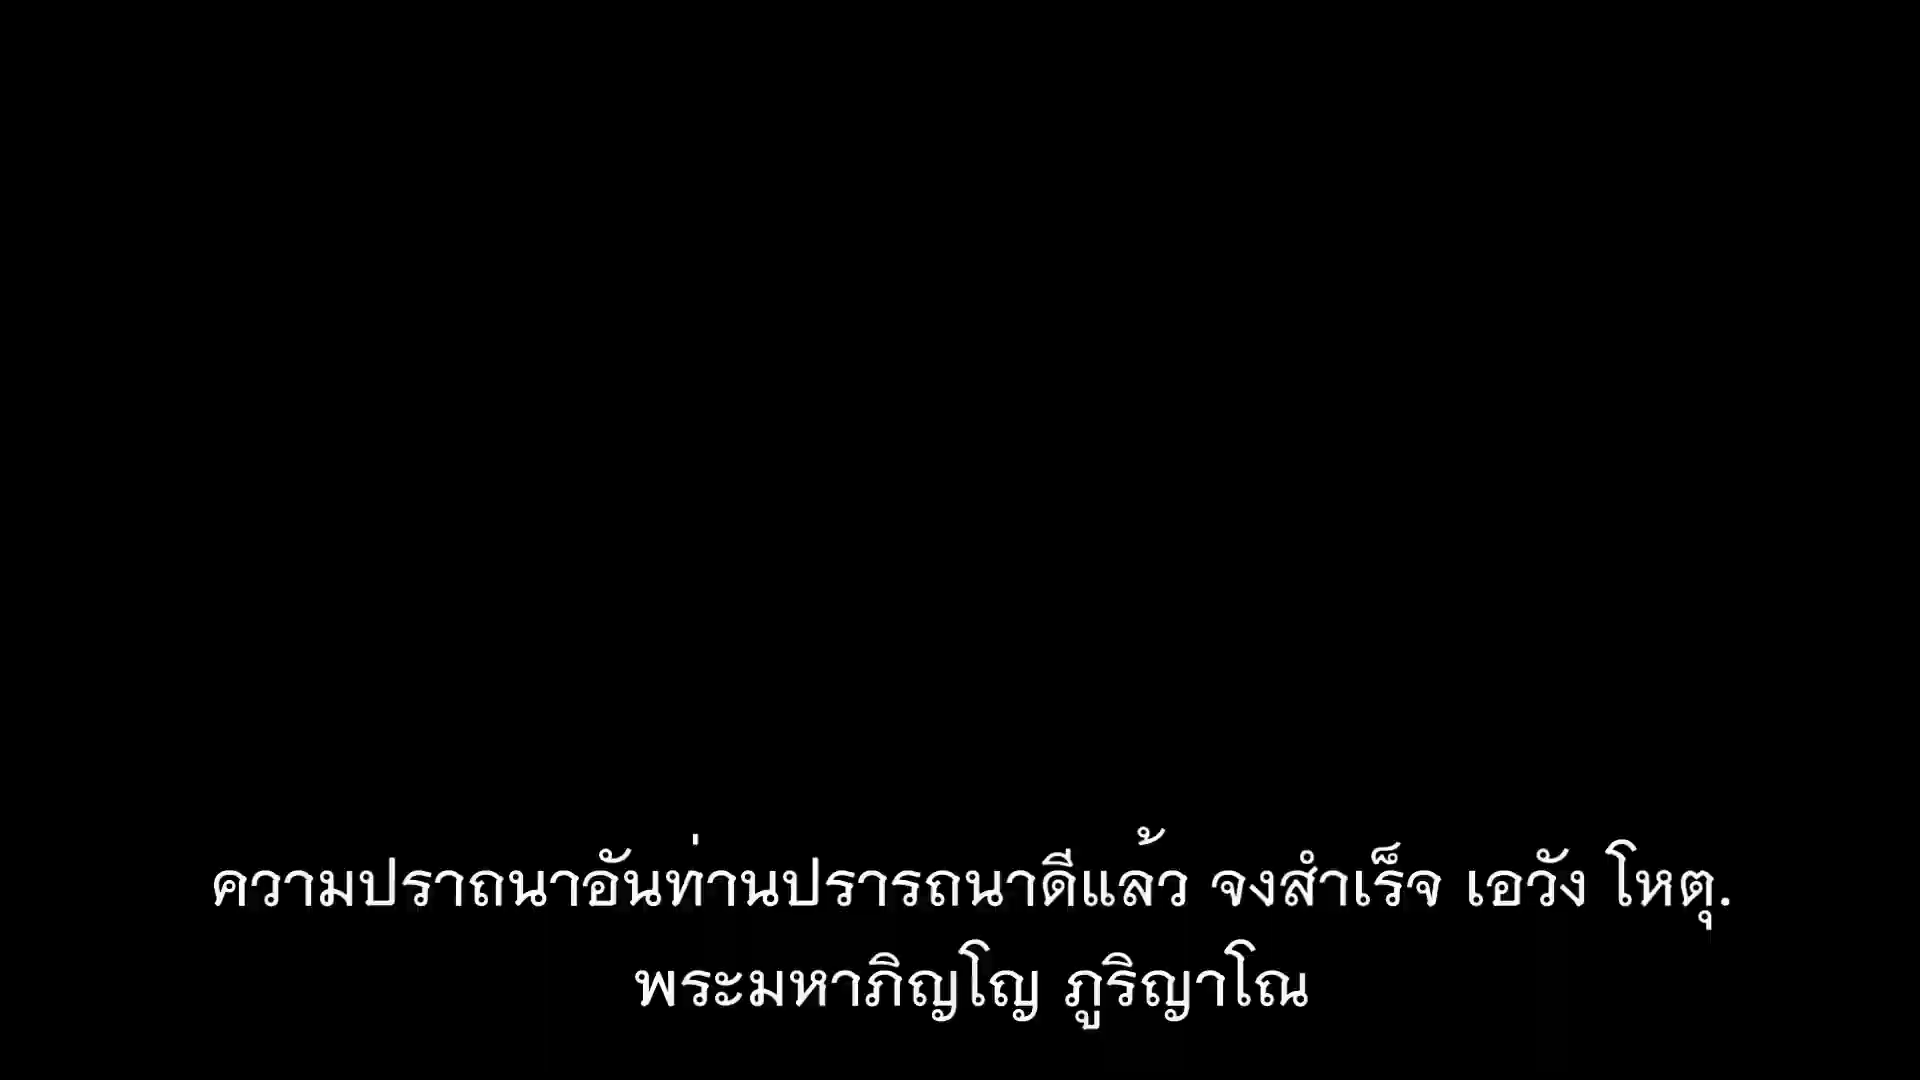 ความปราถนาอันท่านปรารถนาดีแล้ว จงสำเร็จ เอวัง โหตุ.
พระมหาภิญโญ ภูริญาโณ